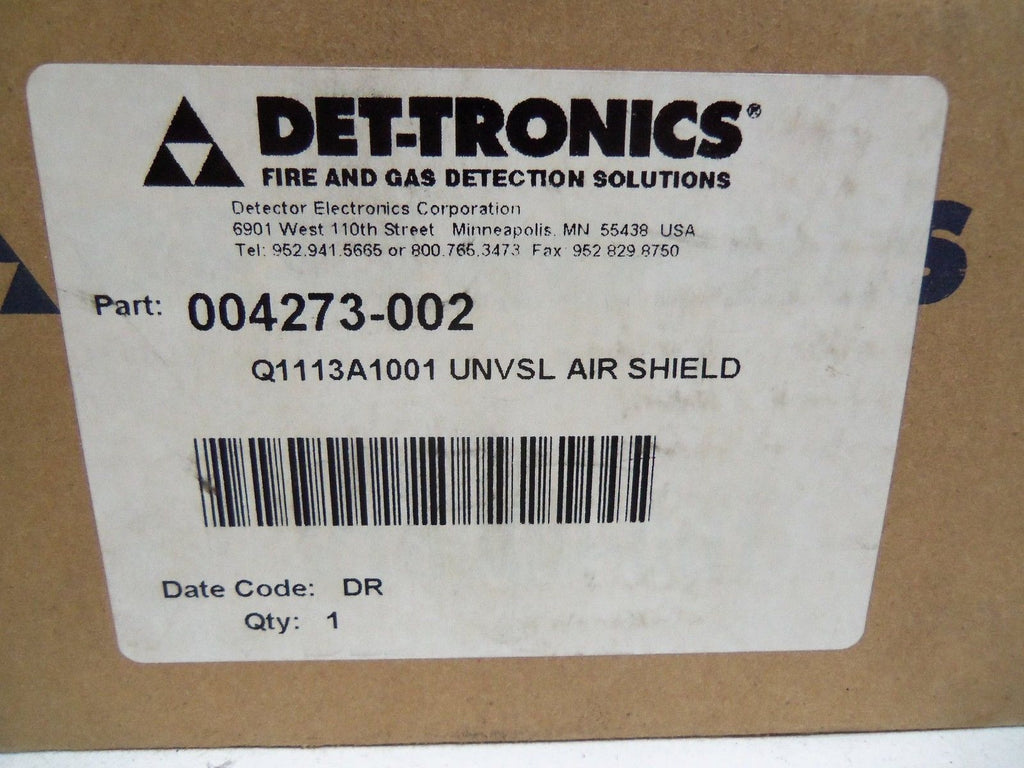 DET-TRONICS®
FIRE AND GAS DETECTION SOLUTIONS
Detector Electronics Corporation
6901 West 110th Street Minneapolis, MN 55438 USA
Tel: 952.941.5665 or 800.765.3473 Fax 952 829 8750
Part: 004273-002
Q1113A1001 UNVSL AIR SHIELD
Date Code: DR
Qty: 1
S